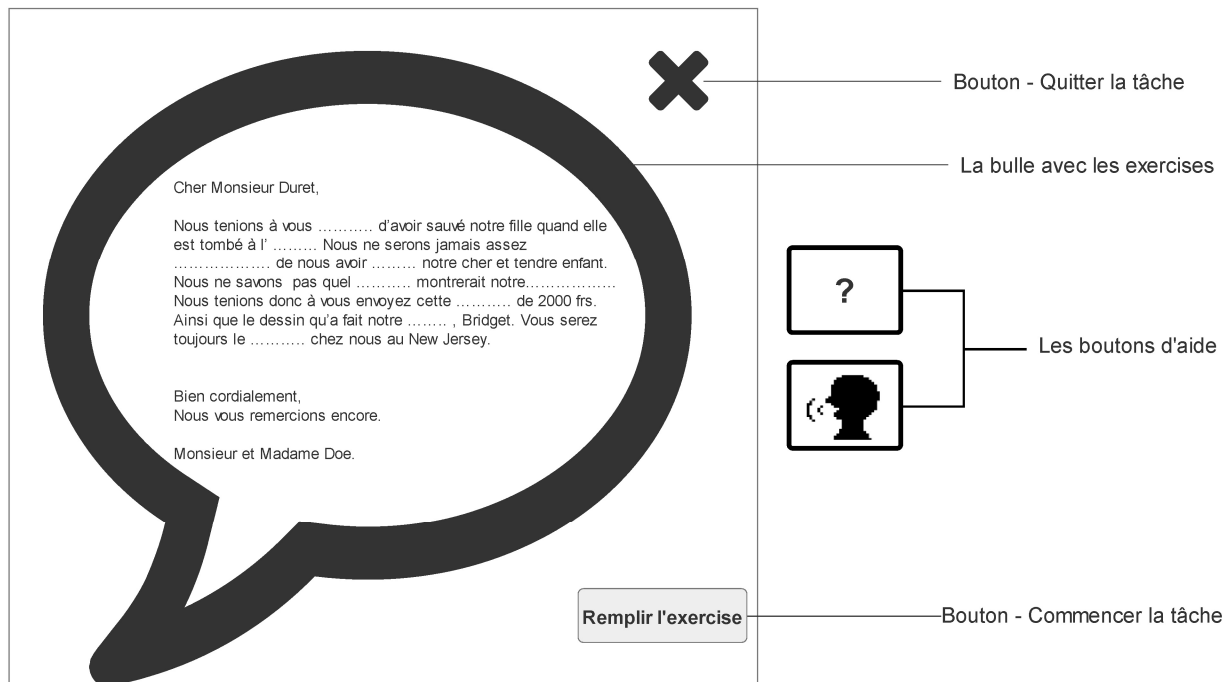 Cher Monsieur Duret,
Nous tenions à vous ……….. d'avoir sauvé notre fille quand elle
est tombé à l' ……… Nous ne serons jamais assez
………………. de nous avoir ……… notre cher et tendre enfant.
Nous ne savons pas quel ……….. montrerait notre………………
Nous tenions donc à vous envoyez cette ……….. de 2000 frs.
Ainsi que le dessin qu'a fait notre …….. , Bridget. Vous serez
toujours le ……….. chez nous au New Jersey.
Bien cordialement,
Nous vous remercions encore.
Monsieur et Madame Doe.
Remplir l'exercise
Bouton - Quitter la tâche
La bulle avec les exercises
?
Les boutons d'aide
Bouton - Commencer la tâche